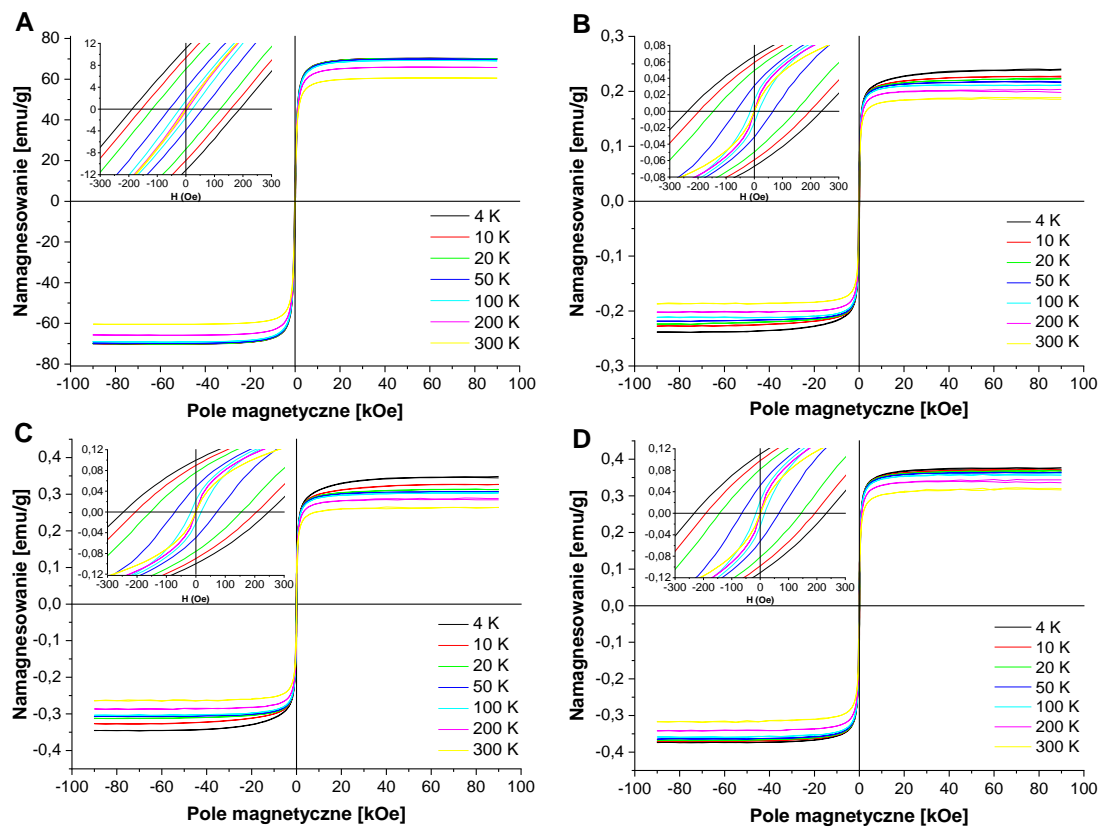 A
Namagnesowanie [emu/g]
80
60
40
20
0
-20
-40
-60
-80
12
8
4
0
-4
-8
-12
-300 -200 -100 0 100 200 300
H (Oe)
4 K
10 K
20 K
50 K
100 K
200 K
300 K
-100 -80 -60 -40 -20 0 20 40 60 80 100
Pole magnetyczne [kOe]
B
Namagnesowanie [emu/g]
0,3
0,2
0,1
0,0
-0,1
-0,2
-0,3
0,08
0,06
0,04
0,02
0,00
-0,02
-0,04
-0,06
-0,08
-300 -200 -100 0 100 200 300
H (Oe)
4 K
10 K
20 K
50 K
100 K
200 K
300 K
-100 -80 -60 -40 -20 0 20 40 60 80 100
Pole magnetyczne [kOe]
C
Namagnesowanie [emu/g]
0,4
0,3
0,2
0,1
0,0
-0,1
-0,2
-0,3
-0,4
0,12
0,08
0,04
0,00
-0,04
-0,08
-0,12
-300 -200 -100 0 100 200 300
H (Oe)
4 K
10 K
20 K
50 K
100 K
200 K
300 K
-100 -80 -60 -40 -20 0 20 40 60 80 100
Pole magnetyczne [kOe]
D
Namagnesowanie [emu/g]
0,4
0,3
0,2
0,1
0,0
-0,1
-0,2
-0,3
-0,4
0,12
0,08
0,04
0,00
-0,04
-0,08
-0,12
-300 -200 -100 0 100 200 300
H (Oe)
4 K
10 K
20 K
50 K
100 K
200 K
300 K
-100 -80 -60 -40 -20 0 20 40 60 80 100
Pole magnetyczne [kOe]